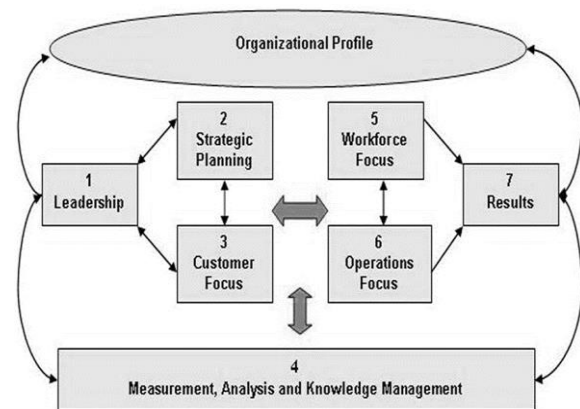 Organizational Profile
2
Strategic
Planning
5
Workforce
Focus
1
Leadership
7
Results
3
Customer
Focus
6
Operations
Focus
4
Measurement, Analysis and Knowledge Management